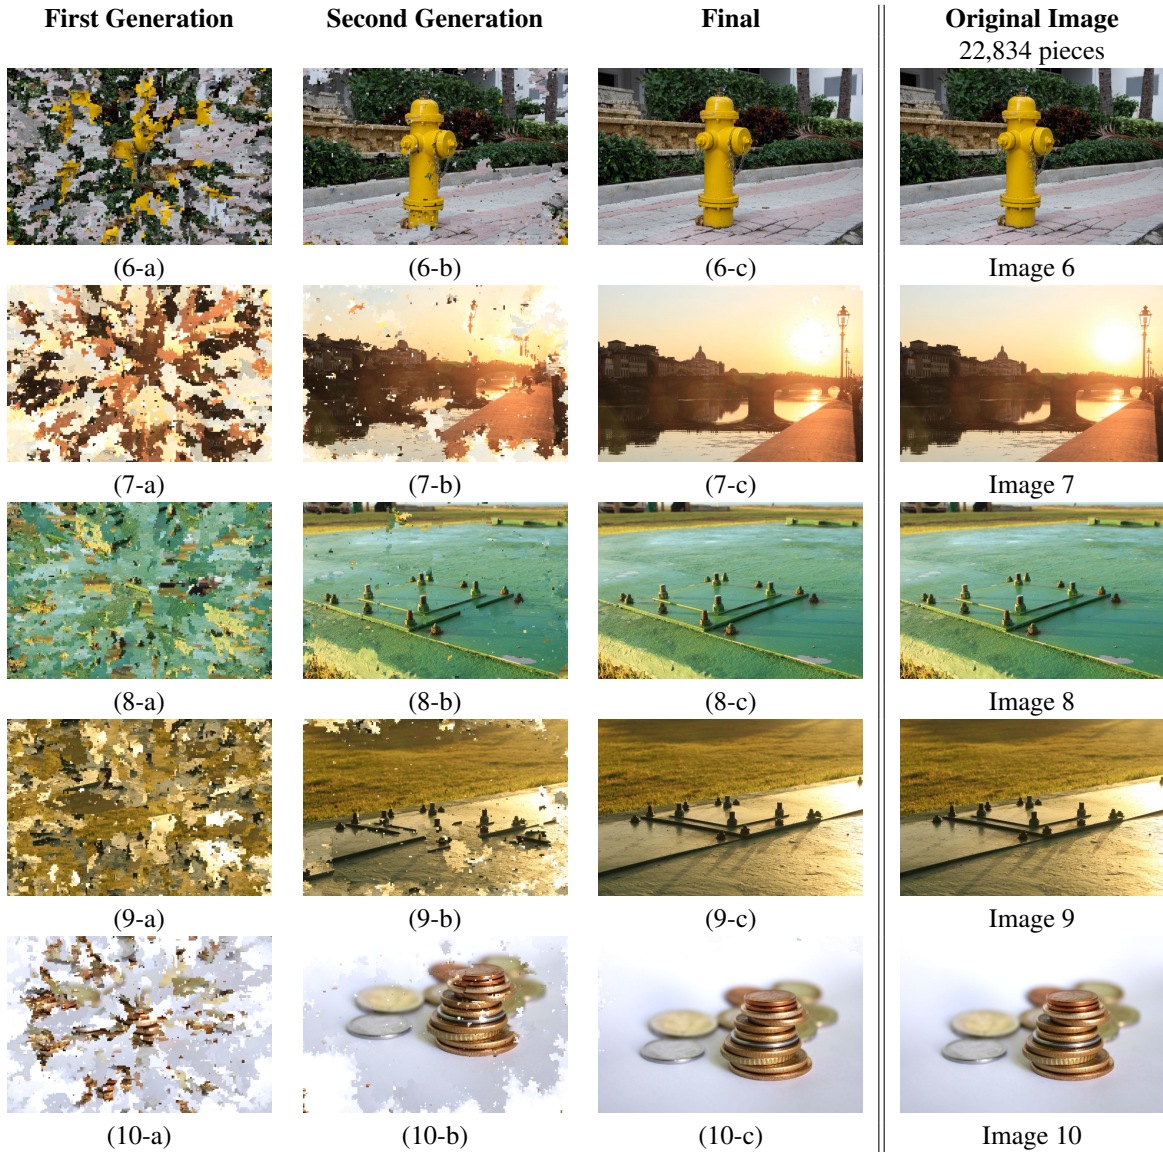 First Generation
Second Generation
Final
Original Image
22,834 pieces
(6-a)
(6-b)
(6-c)
Image 6
(7-a)
(7-b)
(7-c)
Image 7
(8-a)
(8-b)
(8-c)
Image 8
(9-a)
(9-b)
(9-c)
Image 9
(10-a)
(10-b)
(10-c)
Image 10